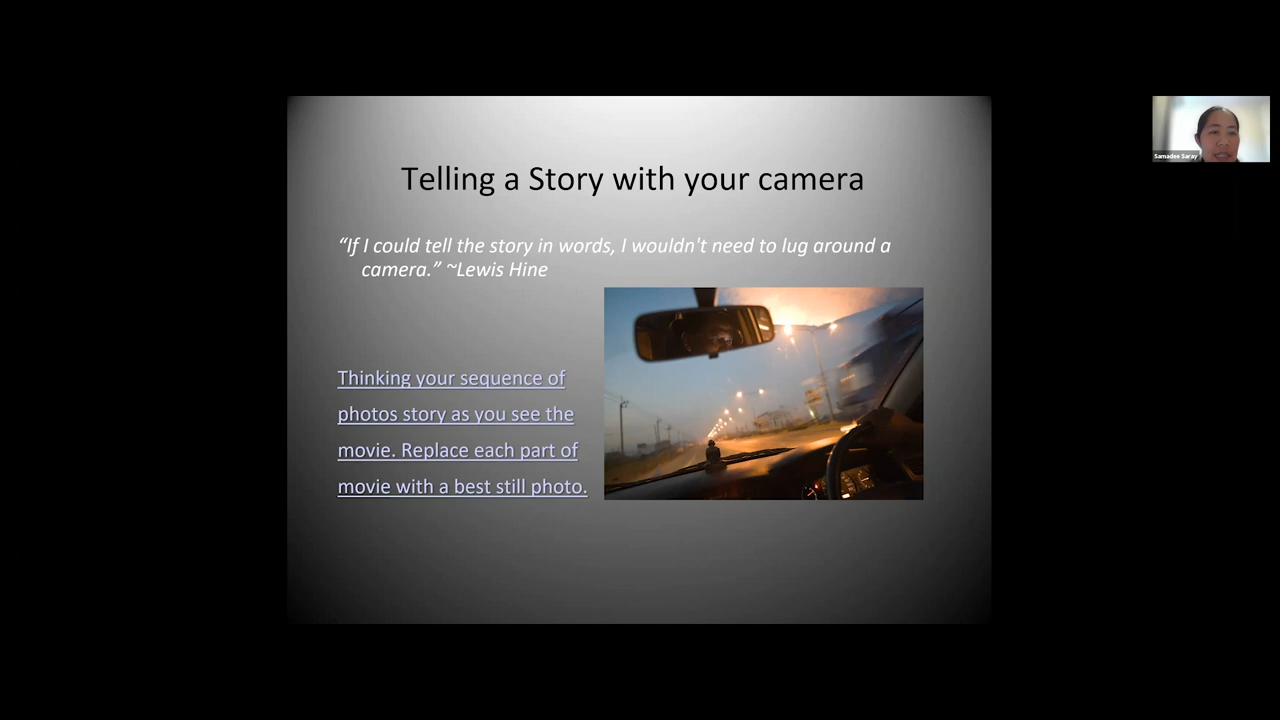 Telling a Story with your camera
“If I could tell the story in words, I wouldn't need to lug around a
camera.” ~Lewis Hine
Thinking your sequence of
photos story as you see the
movie. Replace each part of
movie with a best still photo.
Samadee Saray